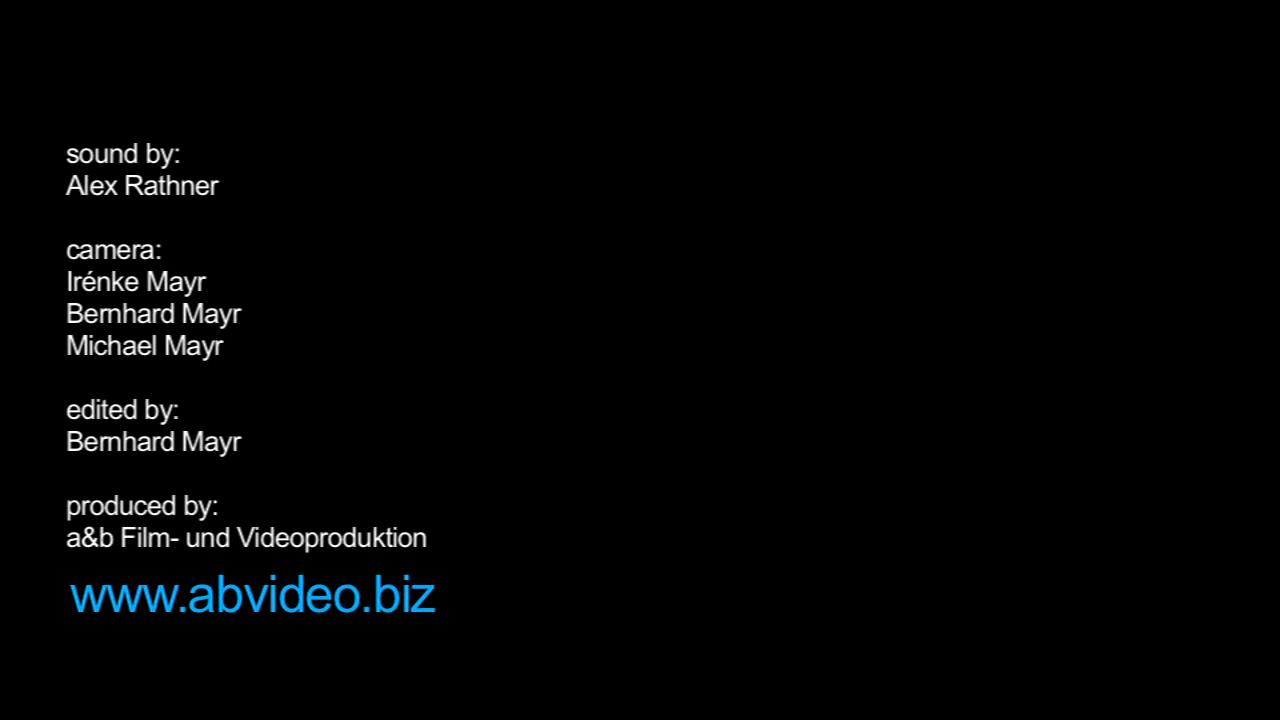 sound by:
Alex Rathner
camera:
Irénke Mayr
Bernhard Mayr
Michael Mayr
edited by:
Bernhard Mayr
produced by:
a&b Film- und Videoproduktion
www.abvideo.biz